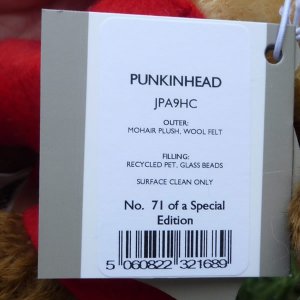 PUNKINHEAD
JPA9HC
OUTER:
MOHAIR PLUSH, WOOL FELT
FILLING:
RECYCLED PET, GLASS BEADS
SURFACE CLEAN ONLY
No. 71 of a Special
Edition
5 060822 321689